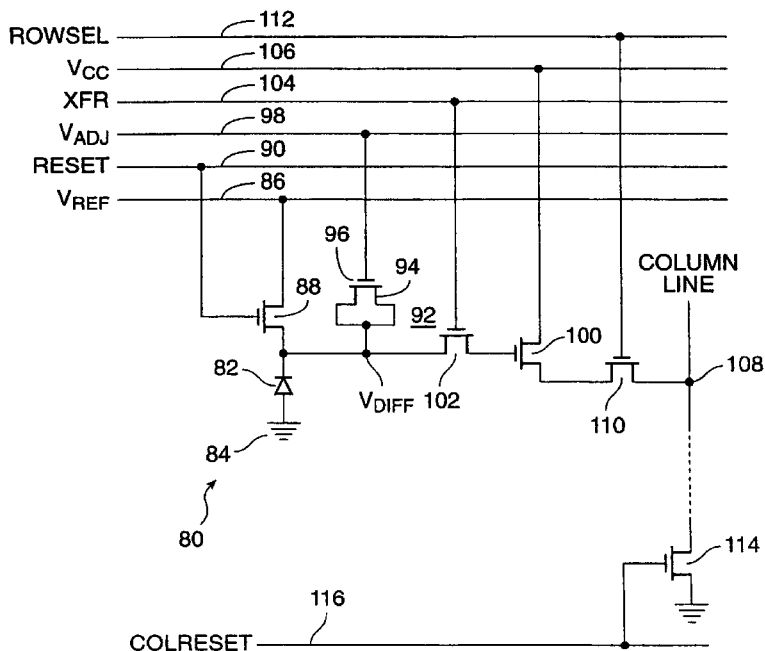 112
ROWSEL
106
VCC
104
XFR
98
VADJ
90
RESET
86
VREF
96
94
88
92
COLUMN
LINE
100
82
108
VDIFF
102
110
84
80
114
116
COLRESET